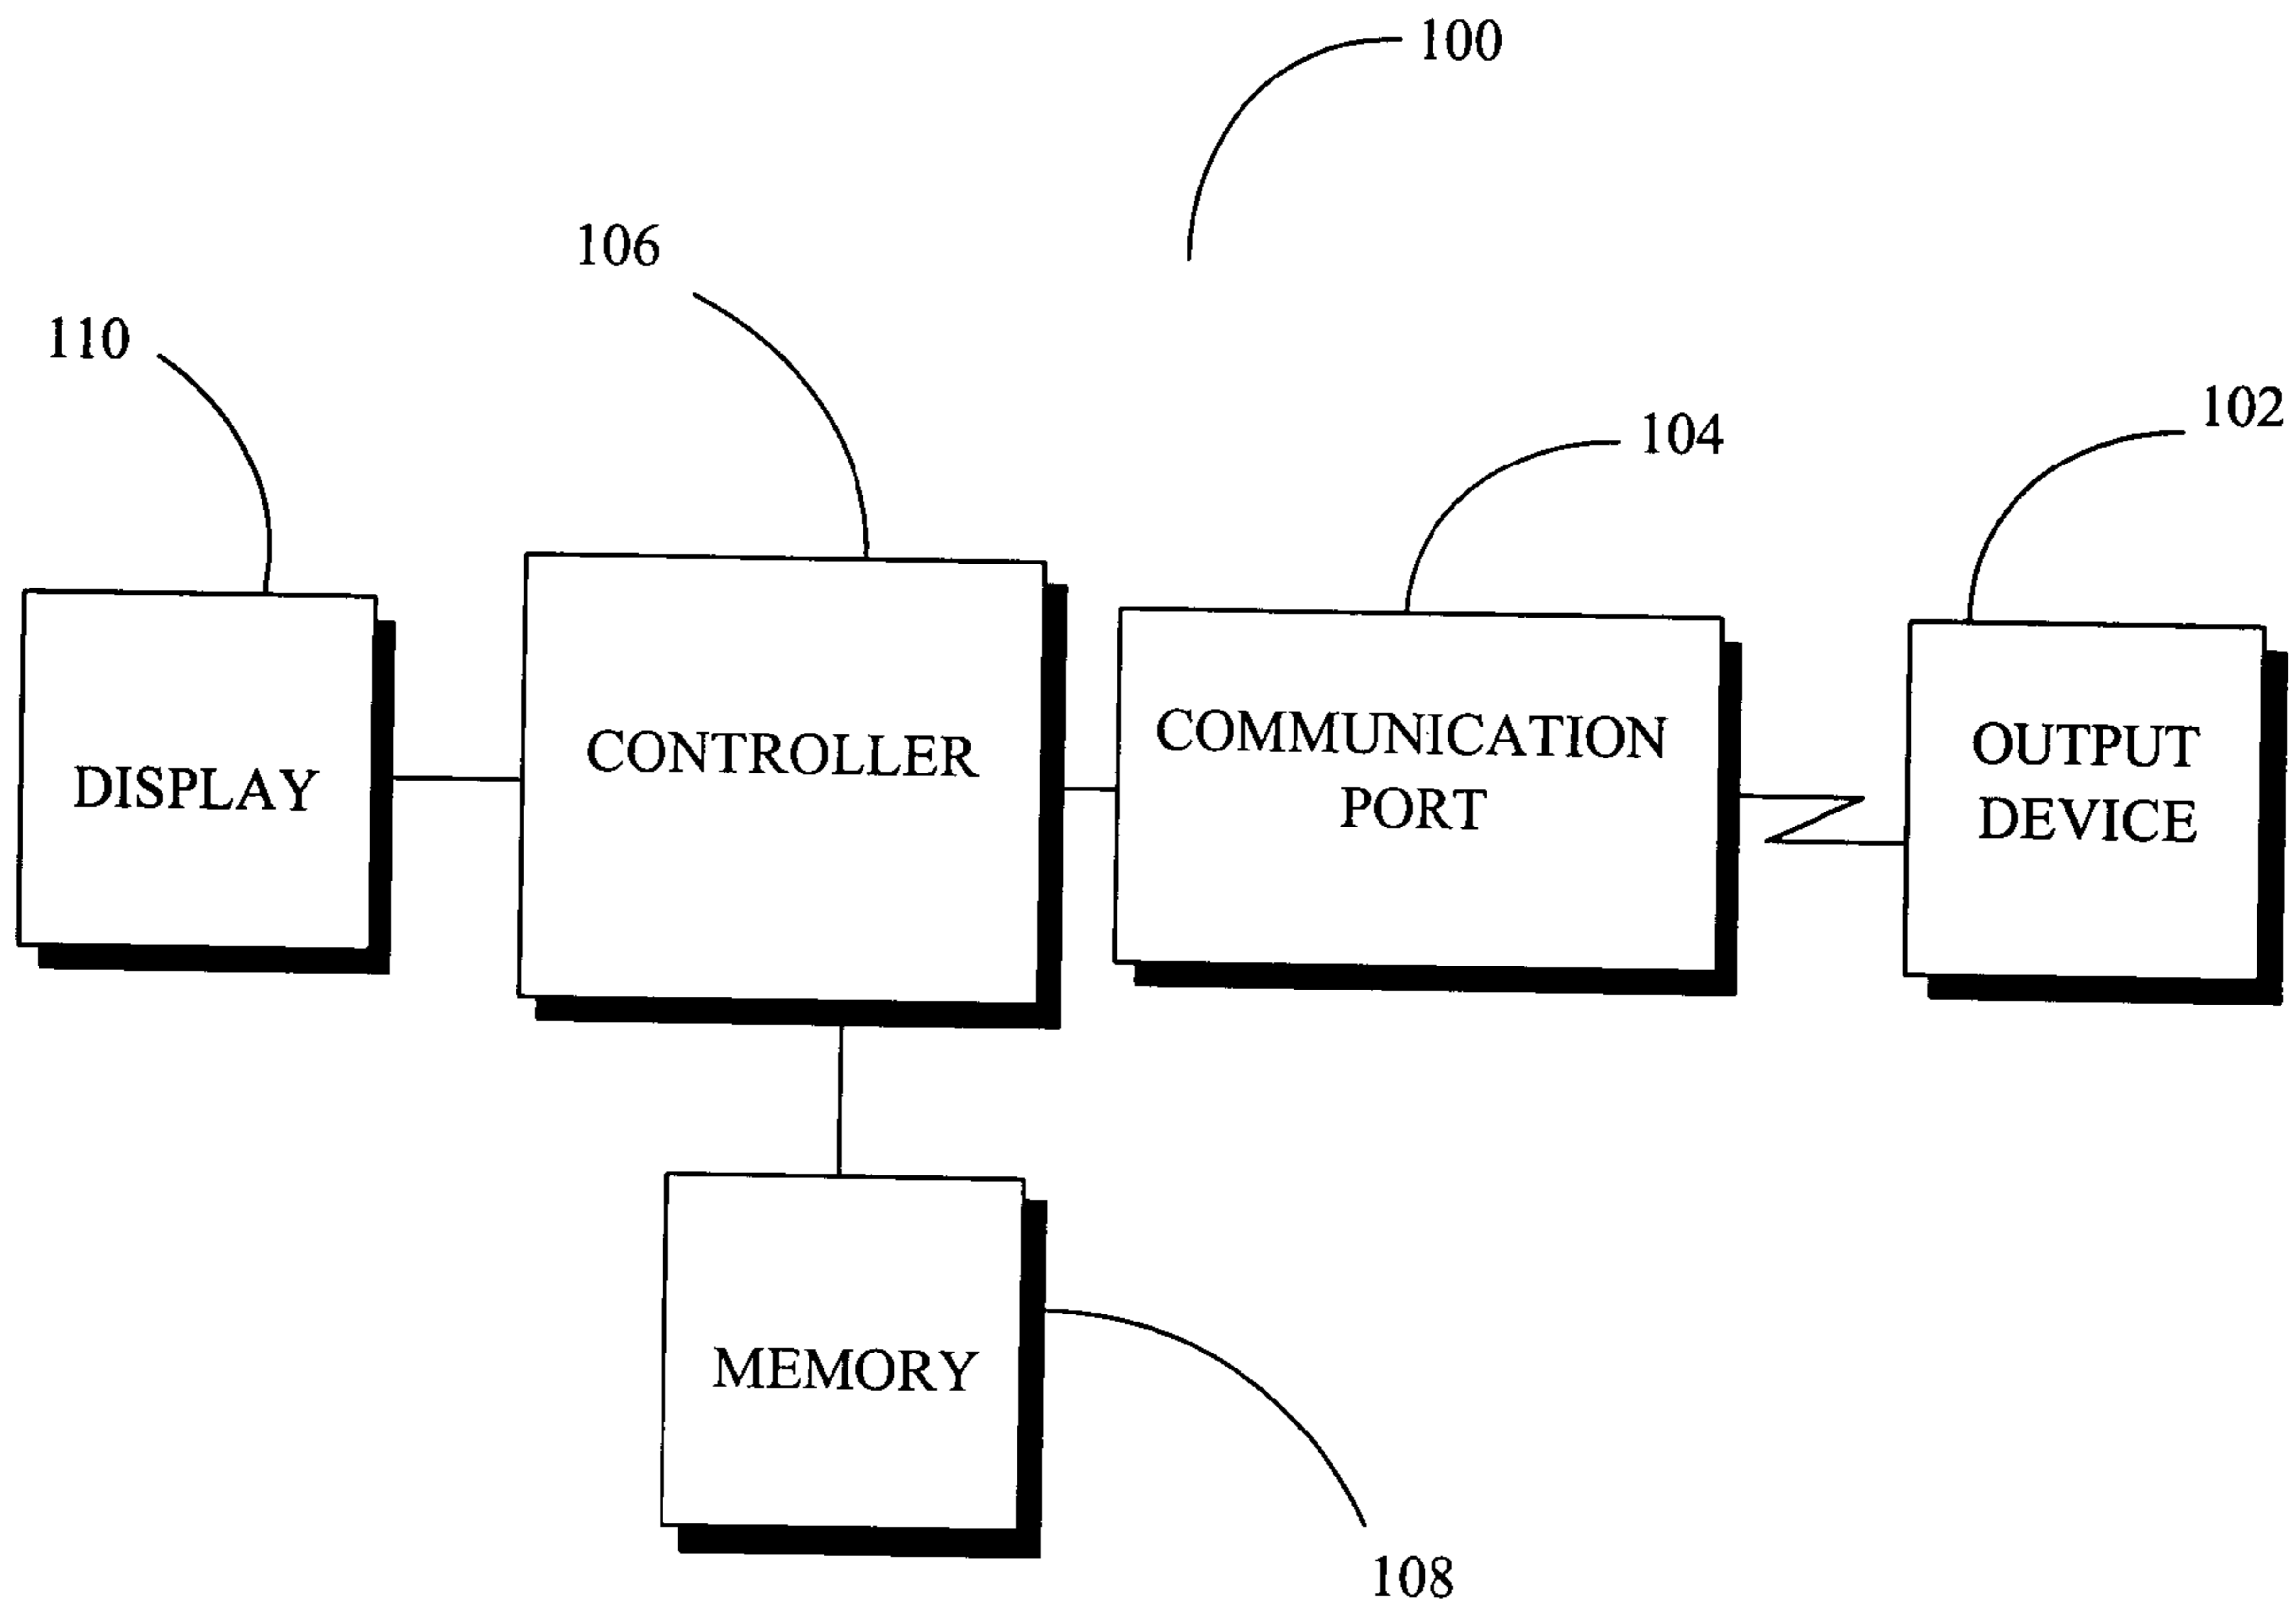 100
106
110
104
102
DISPLAY
CONTROLLER
COMMUNICATION
PORT
OUTPUT
DEVICE
MEMORY
108